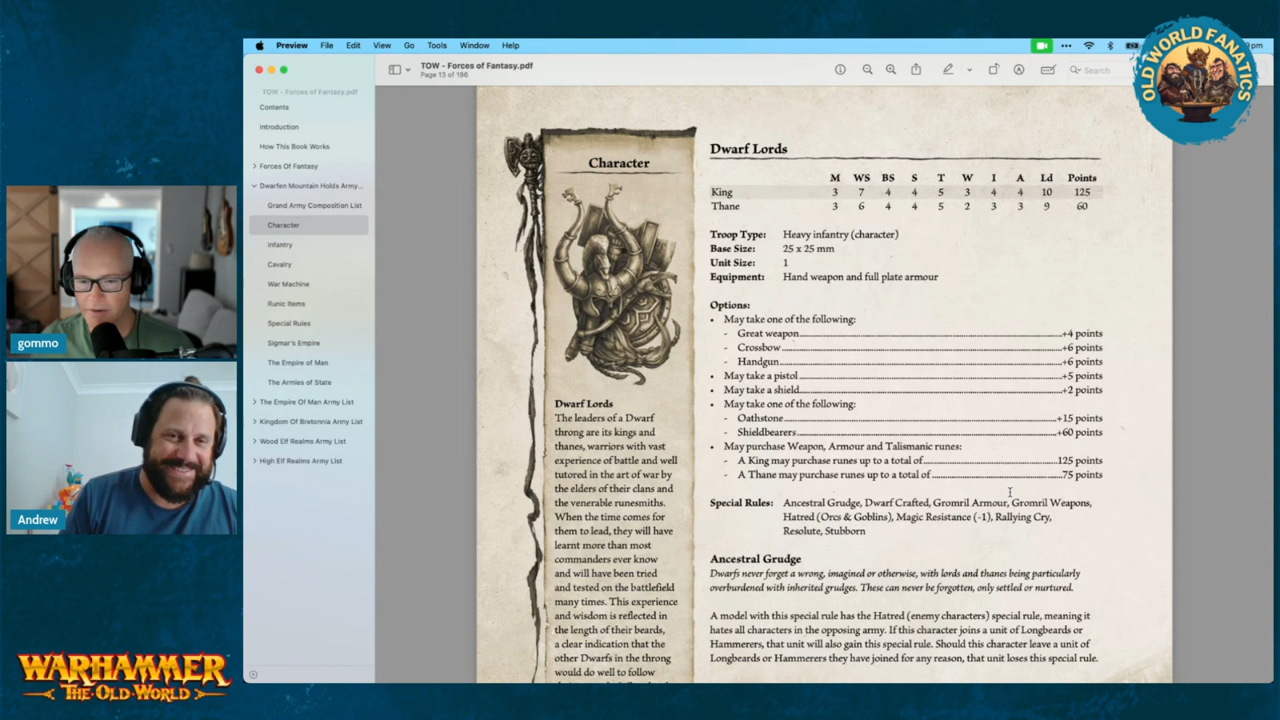 Preview File Edit View Go Tools Window Help
TOW - Forces of Fantasy.pdf
Page 13 of 196
Search
OLD WORLD FANATICS
TOW - Forces of Fantasy.pdf
Contents
Introduction
How This Book Works
Forces Of Fantasy
Dwarfen Mountain Holds Army...
Grand Army Composition List
Character
Infantry
Cavalry
War Machine
Runic Items
Special Rules
Sigmar's Empire
The Empire of Man
The Armies of State
The Empire Of Man Army List
Kingdom Of Bretonnia Army List
Wood Elf Realms Army List
High Elf Realms Army List
gommo
Andrew
WARHAMMER
THE OLD WORLD
Character
Dwarf Lords
The leaders of a Dwarf
throng are its kings and
thanes, warriors with vast
experience of battle and well
tutored in the art of war by
the elders of their clans and
the venerable runesmiths.
When the time comes for
them to lead, they will have
learnt more than most
commanders ever know
and will have been tried
and tested on the battlefield
many times. This experience
and wisdom is reflected in
the length of their beards,
a clear indication that the
other Dwarfs in the throng
would do well to follow
Dwarf Lords
M WS BS S T W I A Ld Points
King 3 7 4 4 5 3 4 4 10 125
Thane 3 6 4 4 5 2 3 3 9 60
Troop Type: Heavy infantry (character)
Base Size: 25 x 25 mm
Unit Size: 1
Equipment: Hand weapon and full plate armour
Options:
• May take one of the following:
- Great weapon +4 points
- Crossbow +6 points
- Handgun +6 points
• May take a pistol +5 points
• May take a shield +2 points
• May take one of the following:
- Oathstone +15 points
- Shieldbearers +60 points
• May purchase Weapon, Armour and Talismanic runes:
- A King may purchase runes up to a total of 125 points
- A Thane may purchase runes up to a total of 75 points
Special Rules: Ancestral Grudge, Dwarf Crafted, Gromril Armour, Gromril Weapons,
Hatred (Orcs & Goblins), Magic Resistance (-1), Rallying Cry,
Resolute, Stubborn
Ancestral Grudge
Dwarfs never forget a wrong, imagined or otherwise, with lords and thanes being particularly
overburdened with inherited grudges. These can never be forgotten, only settled or nurtured.
A model with this special rule has the Hatred (enemy characters) special rule, meaning it
hates all characters in the opposing army. If this character joins a unit of Longbeards or
Hammerers, that unit will also gain this special rule. Should this character leave a unit of
Longbeards or Hammerers they have joined for any reason, that unit loses this special rule.